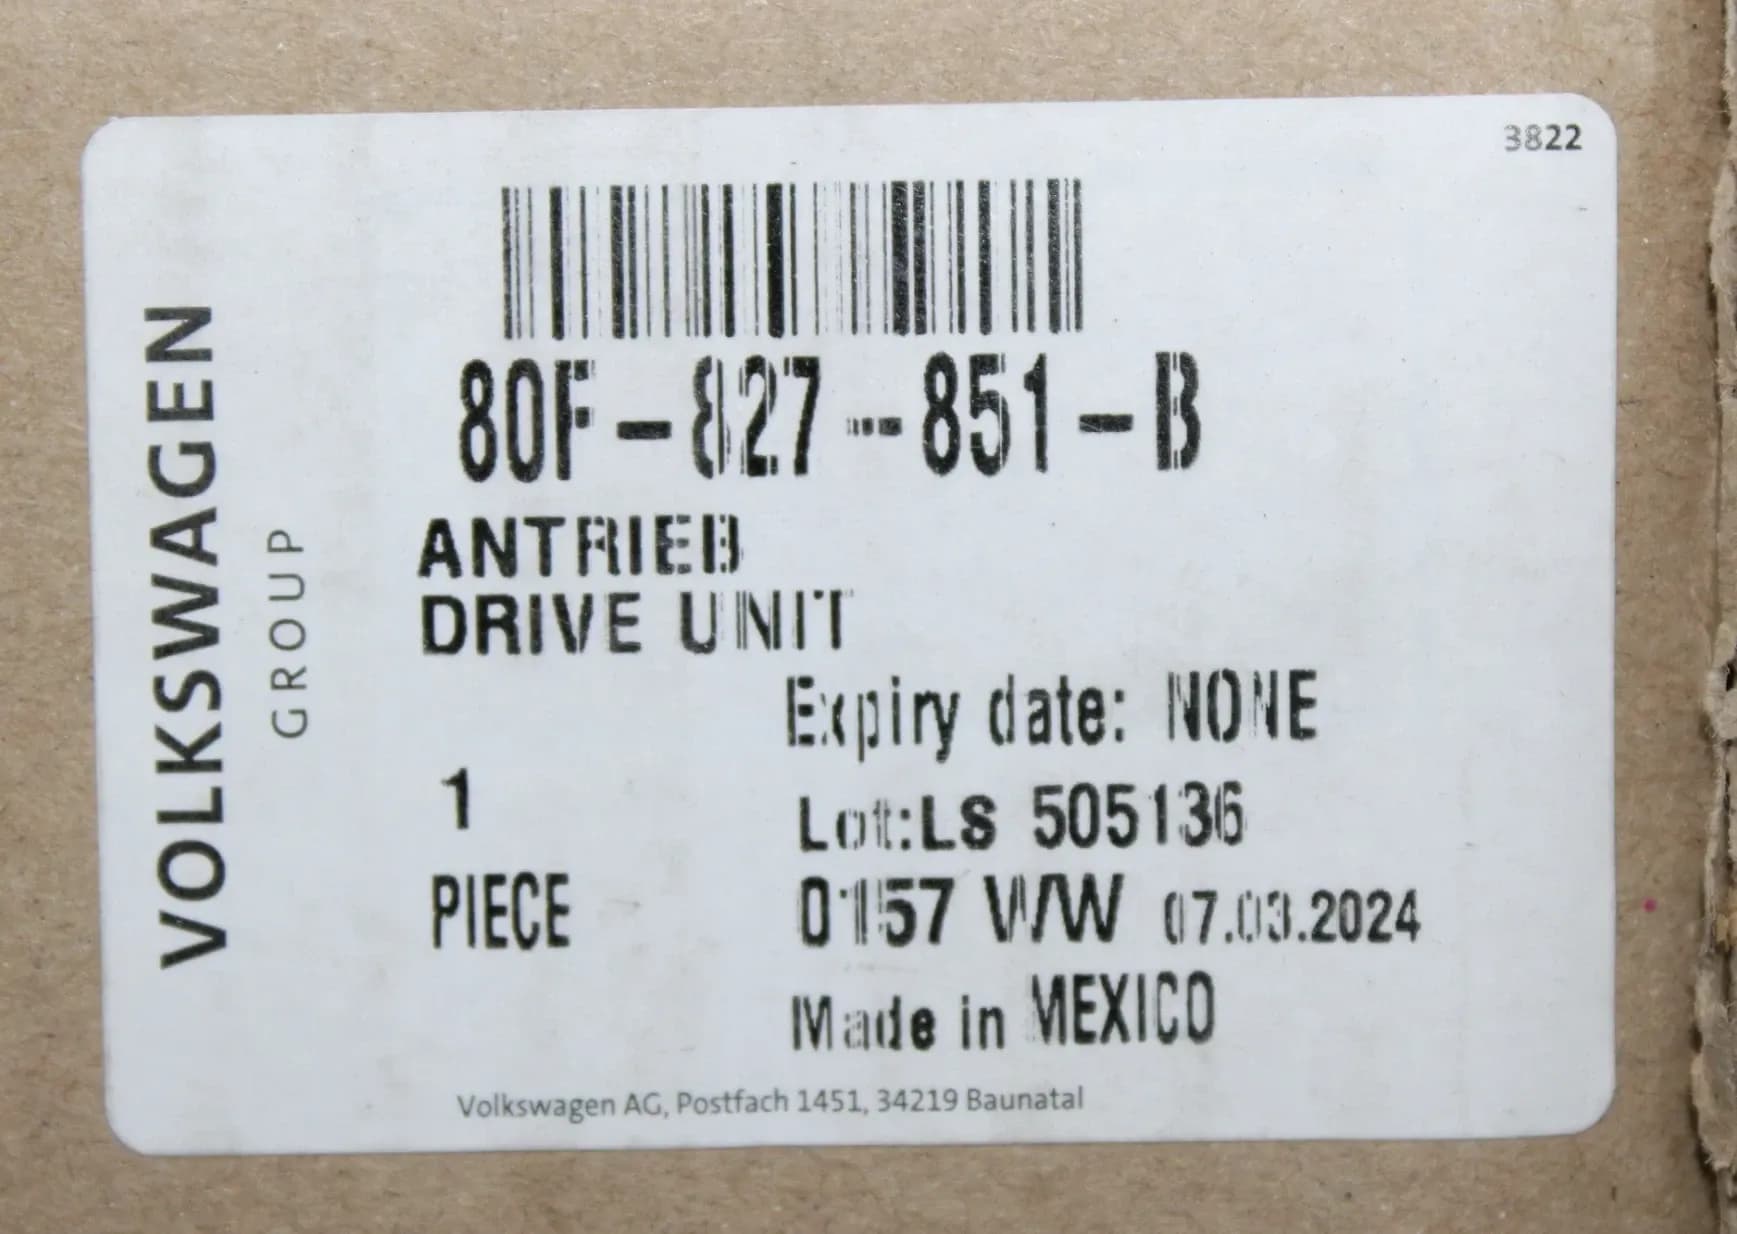 3822
VOLKSWAGEN
GROUP
80F-827-851-B
ANTRIEB
DRIVE UNIT
Expiry date: NONE
1
Lot:LS 505136
PIECE
0157 WW 07.03.2024
Made in MEXICO
Volkswagen AG, Postfach 1451, 34219 Baunatal